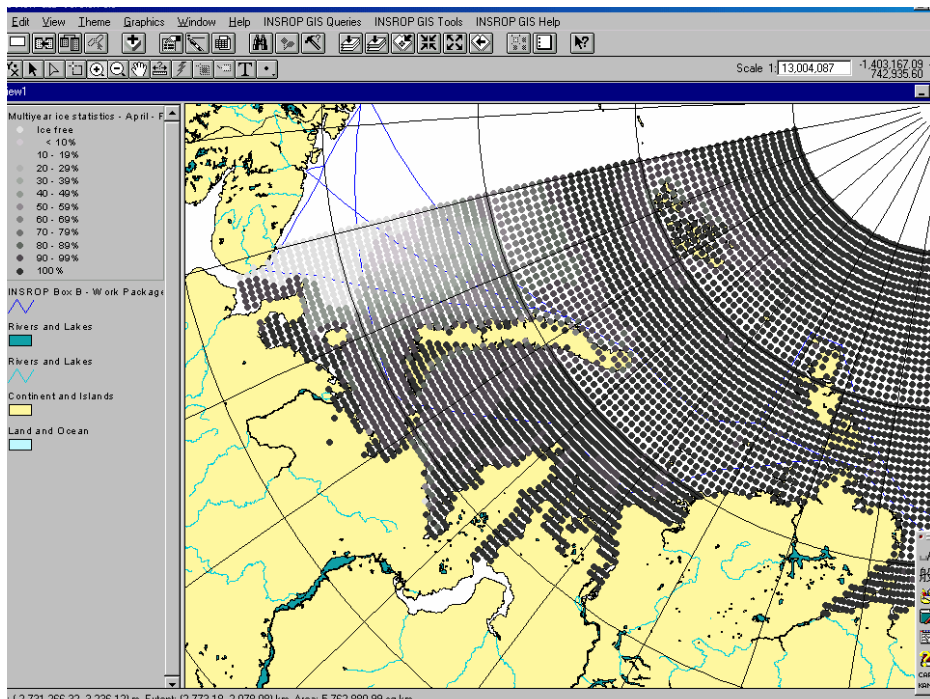 Edit View Theme Graphics Window Help INSROP GIS Queries INSROP GIS Tools INSROP GIS Help
Scale 1: 13,004,087 -1,403,167.09
742,935.60
Multiyear ice statistics - April - F
Ice free
< 10%
10 - 19%
20 - 29%
30 - 39%
40 - 49%
50 - 59%
60 - 69%
70 - 79%
80 - 89%
90 - 99%
100 %
INSROP Box B - Work Package
Rivers and Lakes
Rivers and Lakes
Continent and Islands
Land and Ocean